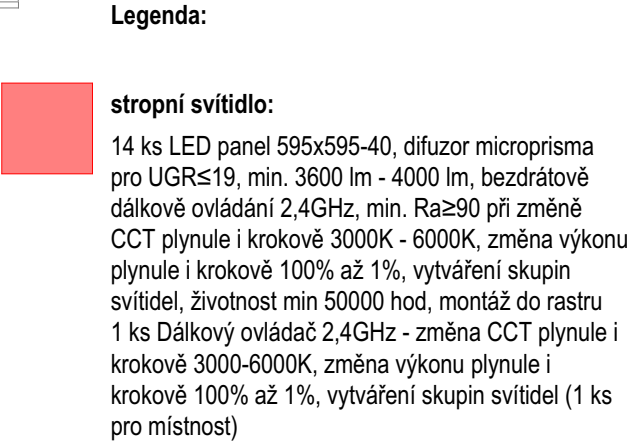 Legenda:
stropní svítidlo:
14 ks LED panel 595x595-40, difuzor microprisma
pro UGR≤19, min. 3600 lm - 4000 lm, bezdrátově
dálkově ovládání 2,4GHz, min. Ra≥90 při změně
CCT plynule i krokově 3000K - 6000K, změna výkonu
plynule i krokově 100% až 1%, vytváření skupin
svítidel, životnost min 50000 hod, montáž do rastru
1 ks Dálkový ovládač 2,4GHz - změna CCT plynule i
krokově 3000-6000K, změna výkonu plynule i
krokově 100% až 1%, vytváření skupin svítidel (1 ks
pro místnost)